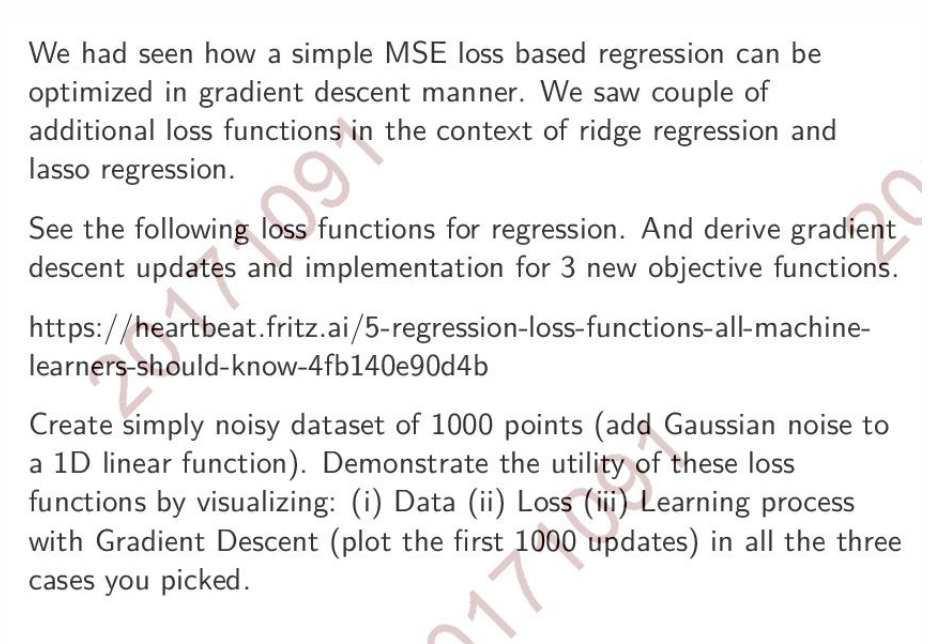 We had seen how a simple MSE loss based regression can be
optimized in gradient descent manner. We saw couple of
additional loss functions in the context of ridge regression and
lasso regression.
See the following loss functions for regression. And derive gradient
descent updates and implementation for 3 new objective functions.
https://heartbeat.fritz.ai/5-regression-loss-functions-all-machine-
learners-should-know-4fb140e90d4b
Create simply noisy dataset of 1000 points (add Gaussian noise to
a 1D linear function). Demonstrate the utility of these loss
functions by visualizing: (i) Data (ii) Loss (iii) Learning process
with Gradient Descent (plot the first 1000 updates) in all the three
cases you picked.
20171091
20
20171091